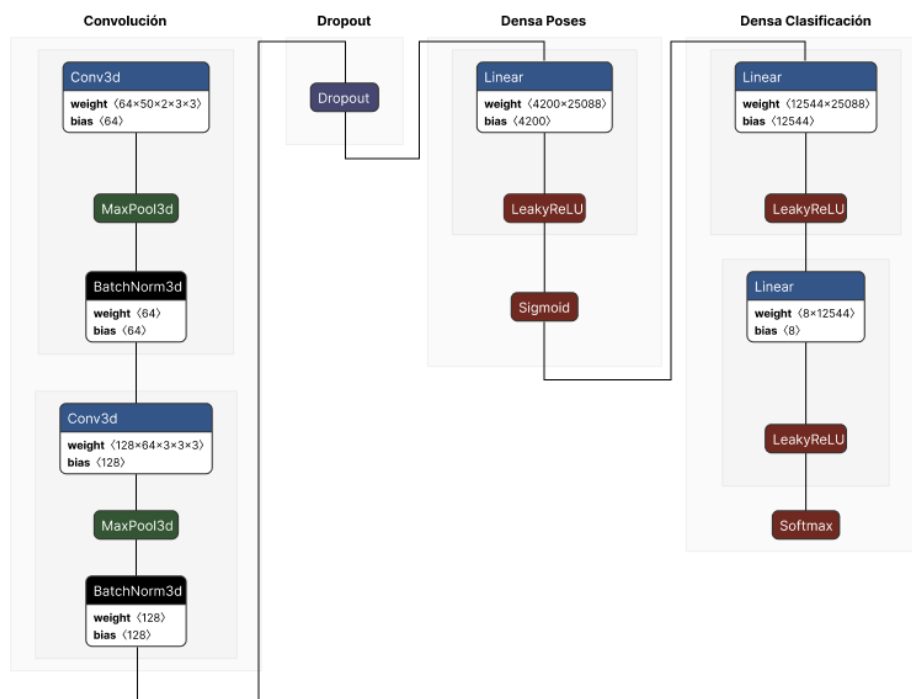 Convolución
Conv3d
weight ⟨64×50×2×3×3⟩
bias ⟨64⟩
MaxPool3d
BatchNorm3d
weight ⟨64⟩
bias ⟨64⟩
Conv3d
weight ⟨128×64×3×3×3⟩
bias ⟨128⟩
MaxPool3d
BatchNorm3d
weight ⟨128⟩
bias ⟨128⟩
Dropout
Dropout
Densa Poses
Linear
weight ⟨4200×25088⟩
bias ⟨4200⟩
LeakyReLU
Sigmoid
Densa Clasificación
Linear
weight ⟨12544×25088⟩
bias ⟨12544⟩
LeakyReLU
Linear
weight ⟨8×12544⟩
bias ⟨8⟩
LeakyReLU
Softmax